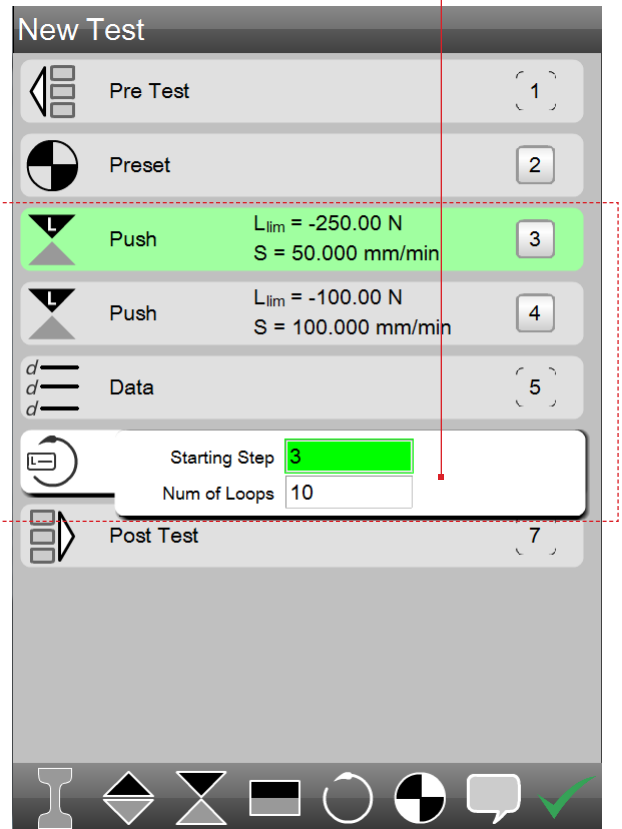 New Test
Pre Test 1
Preset 2
L
Push
Llim = -250.00 N
S = 50.000 mm/min
3
L
Push
Llim = -100.00 N
S = 100.000 mm/min
4
d
d
d
Data 5
L
Starting Step 3
Num of Loops 10
Post Test 7